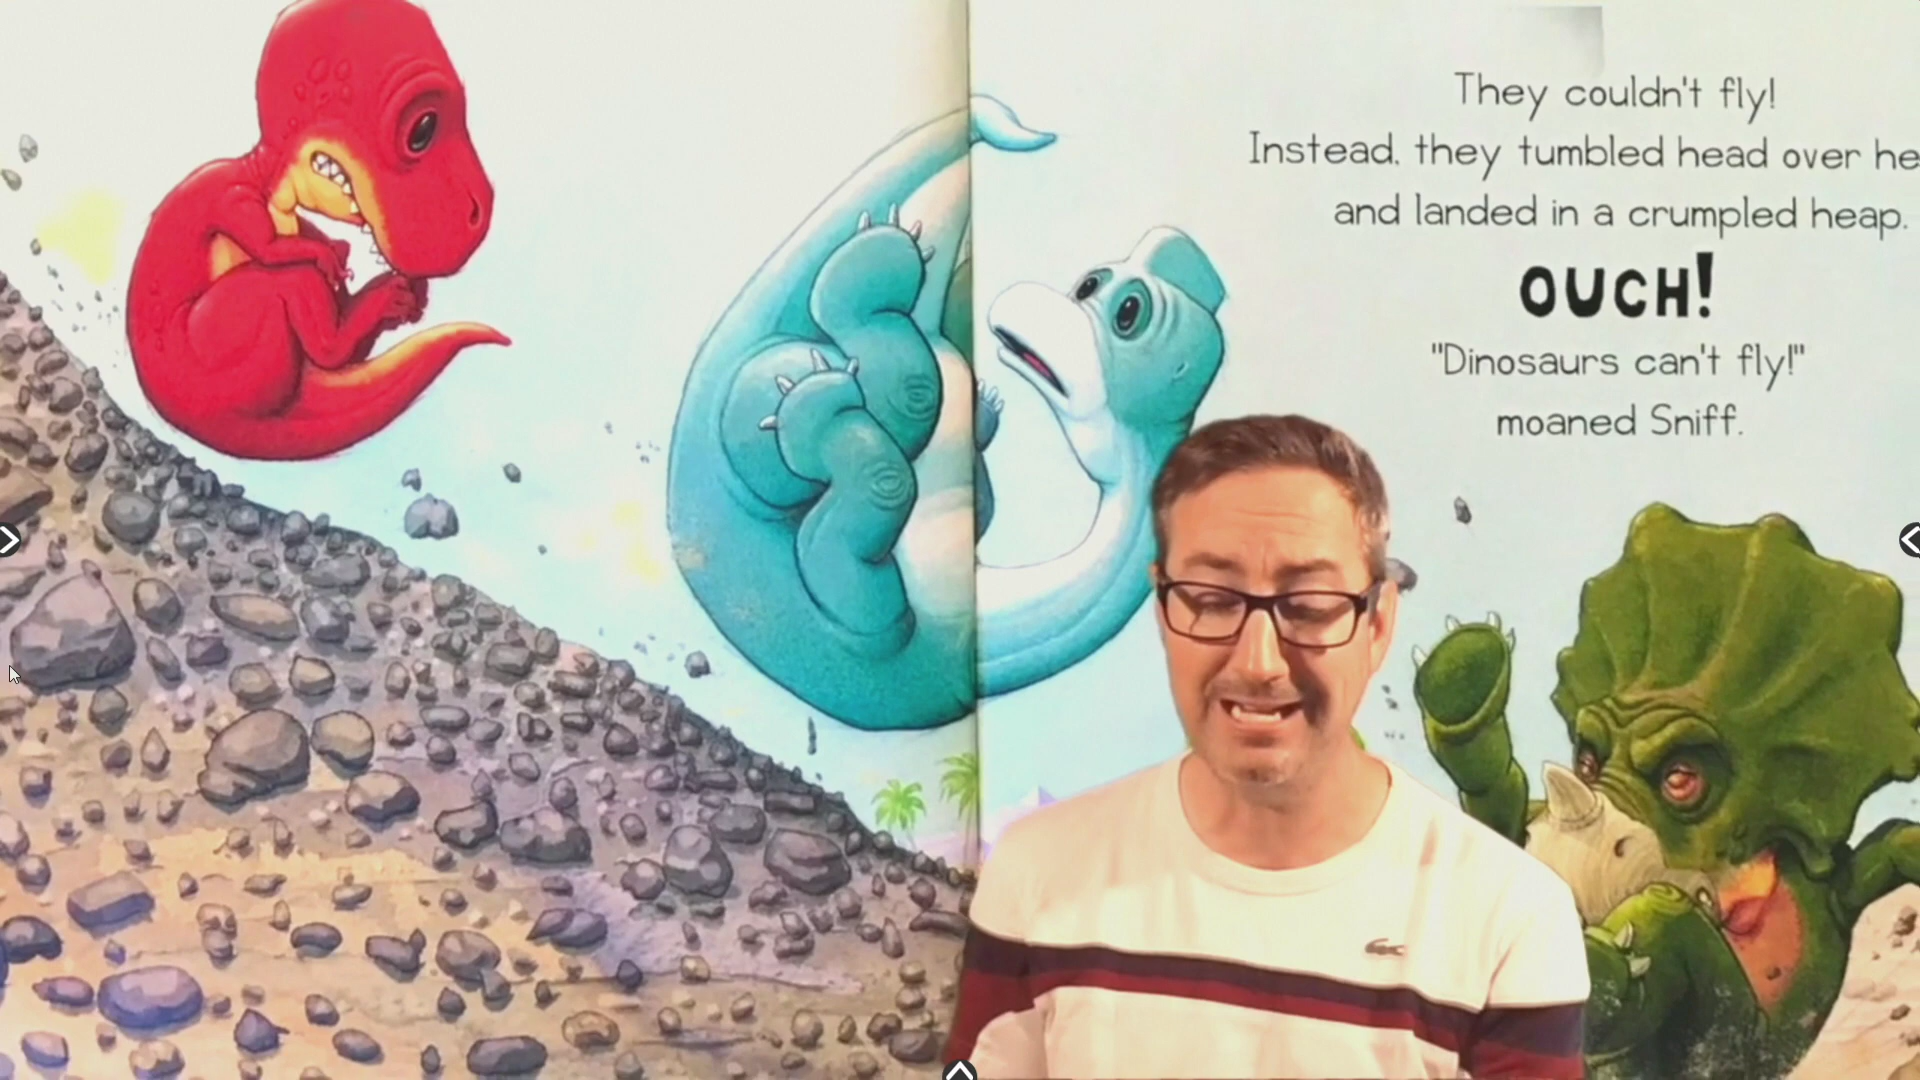 They couldn't fly!
Instead, they tumbled head over he
and landed in a crumpled heap.
OUCH!
"Dinosaurs can't fly!"
moaned Sniff.